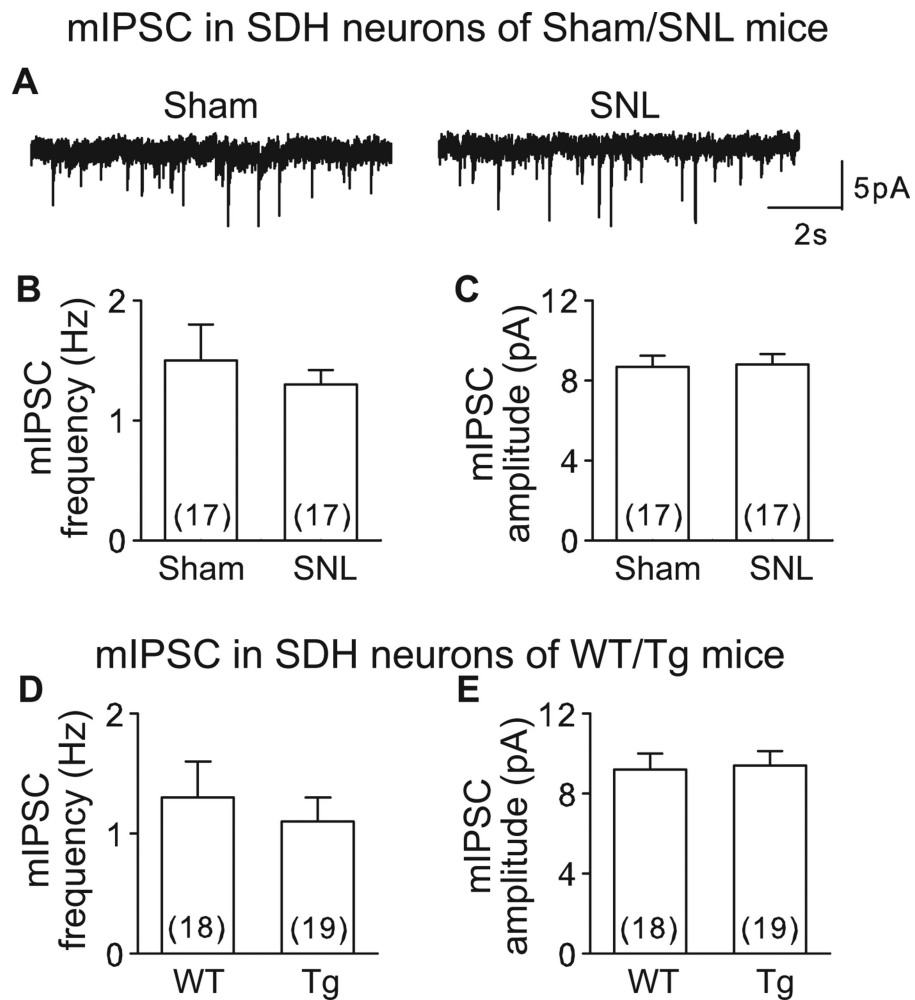 mIPSC in SDH neurons of Sham/SNL mice
A
Sham
SNL
5pA
2s
B
mIPSC
frequency (Hz)
2
1
0
(17)
(17)
Sham
SNL
C
mIPSC
amplitude (pA)
12
8
4
0
(17)
(17)
Sham
SNL
mIPSC in SDH neurons of WT/Tg mice
D
mIPSC
frequency (Hz)
2
1
0
(18)
(19)
WT
Tg
E
mIPSC
amplitude (pA)
12
8
4
0
(18)
(19)
WT
Tg